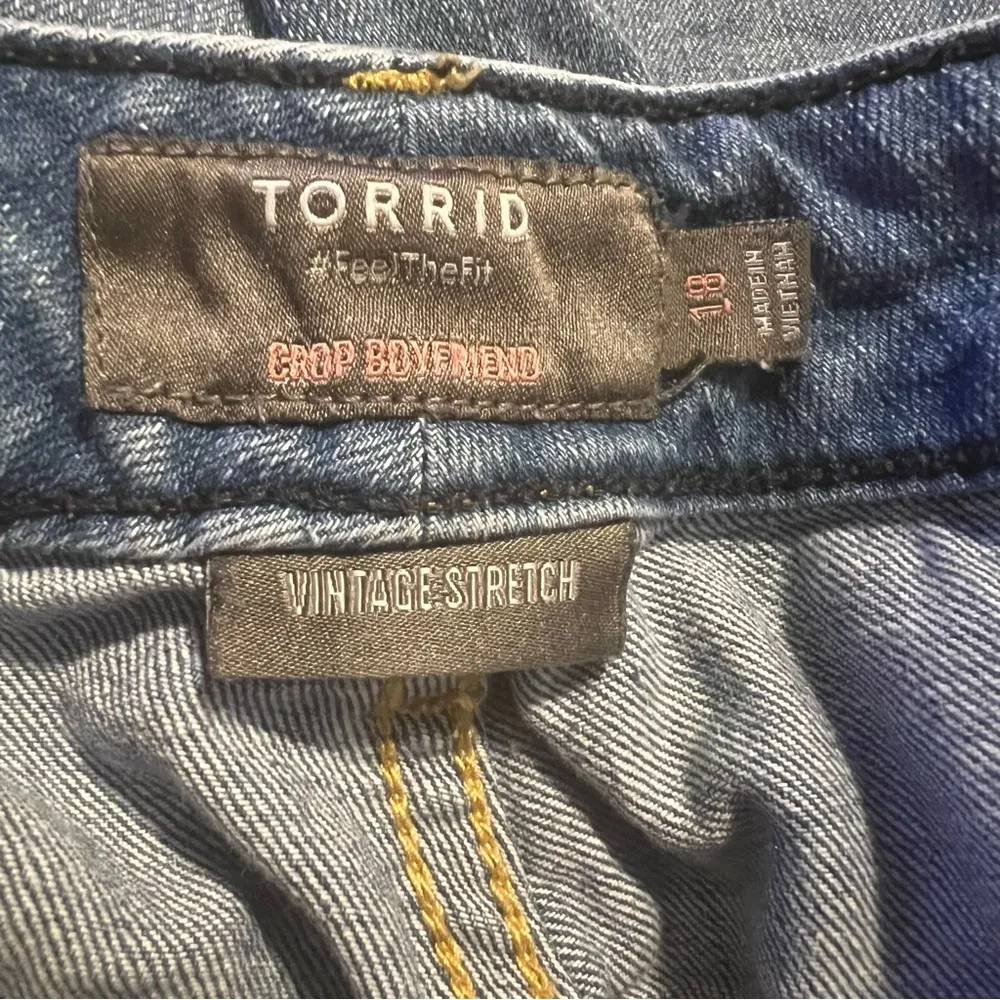 TORRID
#FeelTheFit
CROP BOYFRIEND
18
MADE IN
VIETNAM
VINTAGE STRETCH